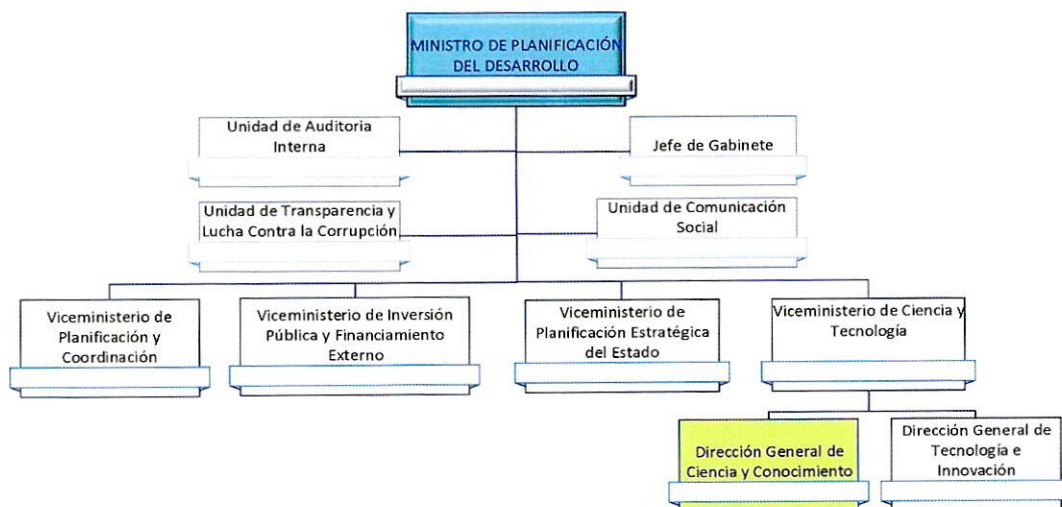 MINISTRO DE PLANIFICACIÓN
DEL DESARROLLO
Unidad de Auditoria
Interna
Jefe de Gabinete
Unidad de Transparencia y
Lucha Contra la Corrupción
Unidad de Comunicación
Social
Viceministerio de
Planificación y
Coordinación
Viceministerio de Inversión
Pública y Financiamiento
Externo
Viceministerio de
Planificación Estratégica
del Estado
Viceministerio de Ciencia y
Tecnología
Dirección General de
Ciencia y Conocimiento
Dirección General de
Tecnología e
Innovación